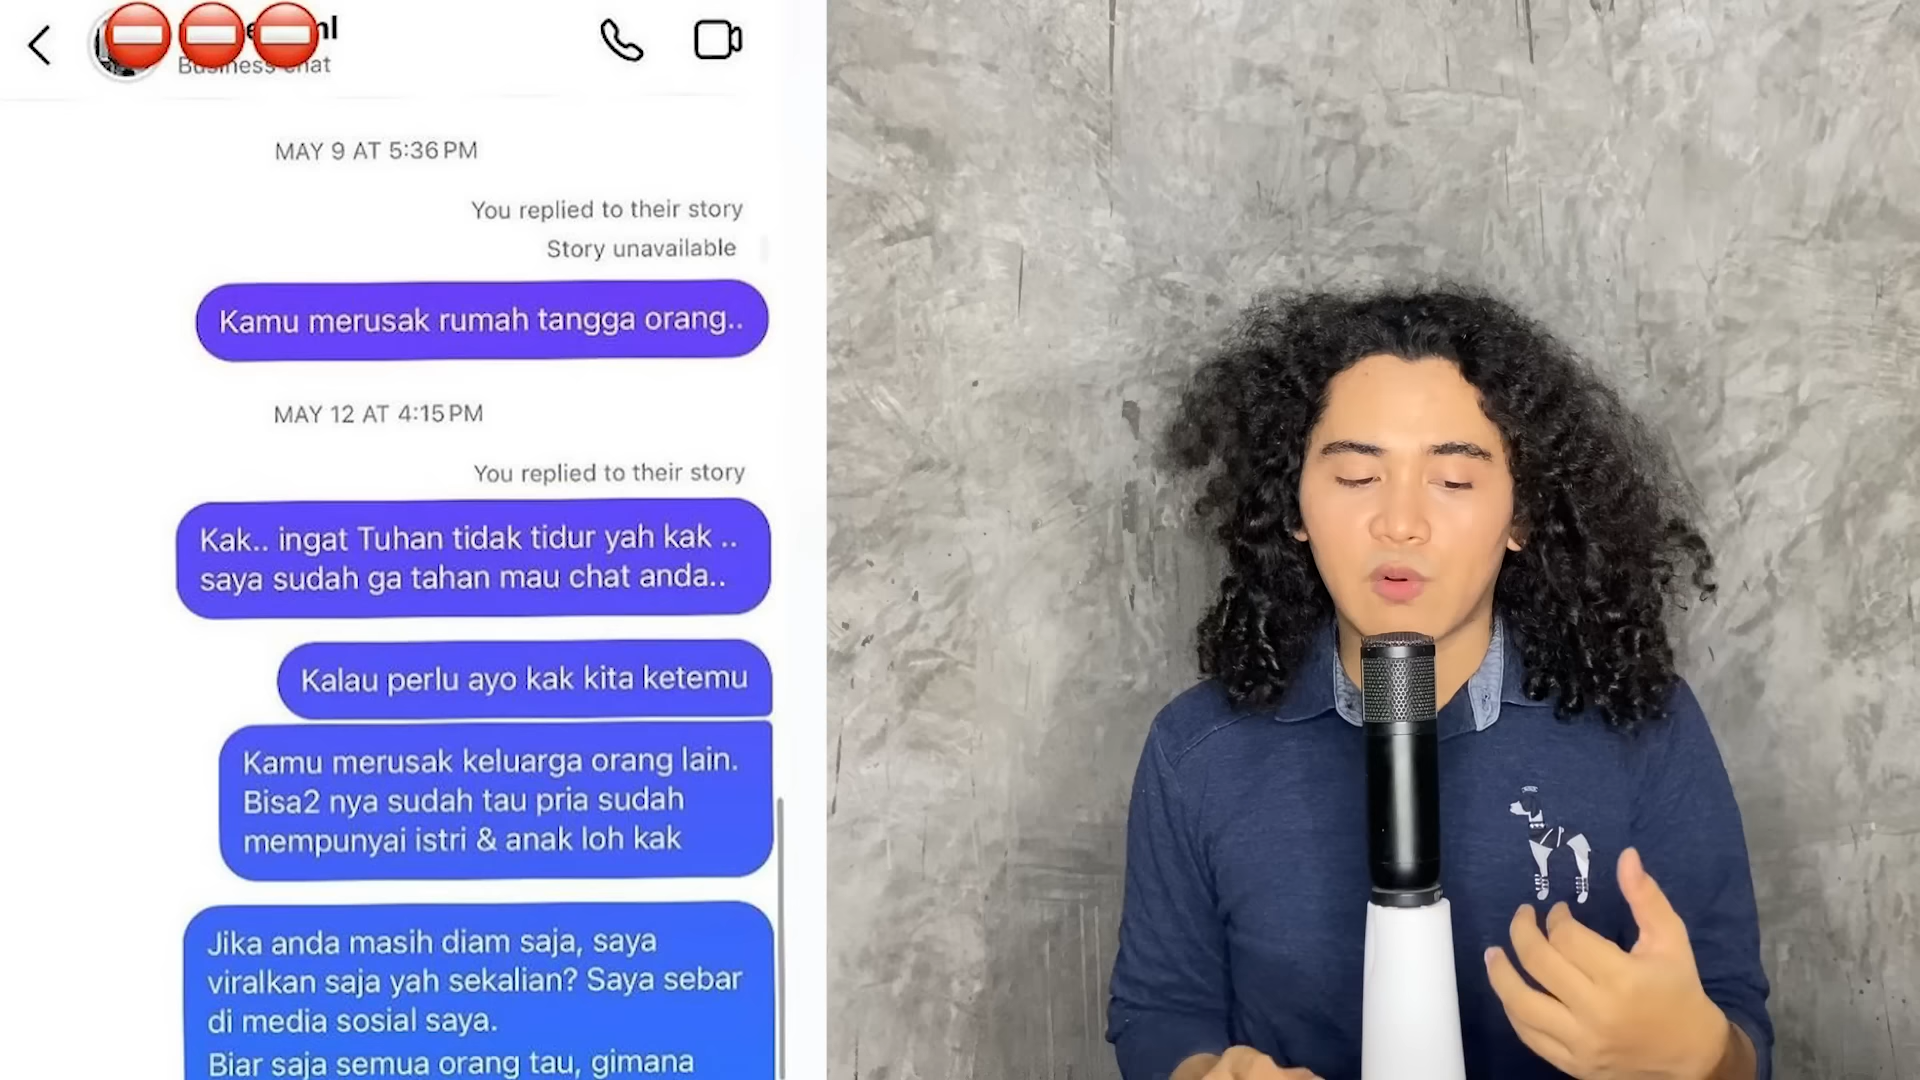 Business chat
MAY 9 AT 5:36 PM
You replied to their story
Story unavailable
Kamu merusak rumah tangga orang..
MAY 12 AT 4:15 PM
You replied to their story
Kak.. ingat Tuhan tidak tidur yah kak ..
saya sudah ga tahan mau chat anda..
Kalau perlu ayo kak kita ketemu
Kamu merusak keluarga orang lain.
Bisa2 nya sudah tau pria sudah
mempunyai istri & anak loh kak
Jika anda masih diam saja, saya
viralkan saja yah sekalian? Saya sebar
di media sosial saya.
Biar saja semua orang tau, gimana